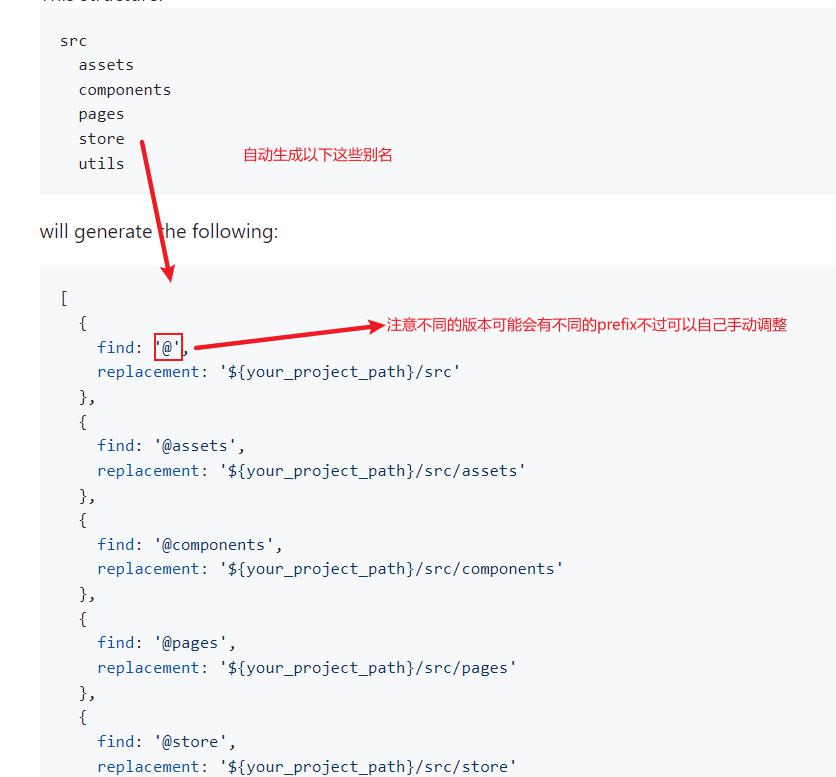 This structure:
src
assets
components
pages
store
utils
自动生成以下这些别名
will generate the following:
[
{
find: '@',
注意不同的版本可能会有不同的prefix不过可以自己手动调整
replacement: '${your_project_path}/src'
},
{
find: '@assets',
replacement: '${your_project_path}/src/assets'
},
{
find: '@components',
replacement: '${your_project_path}/src/components'
},
{
find: '@pages',
replacement: '${your_project_path}/src/pages'
},
{
find: '@store',
replacement: '${your_project_path}/src/store'